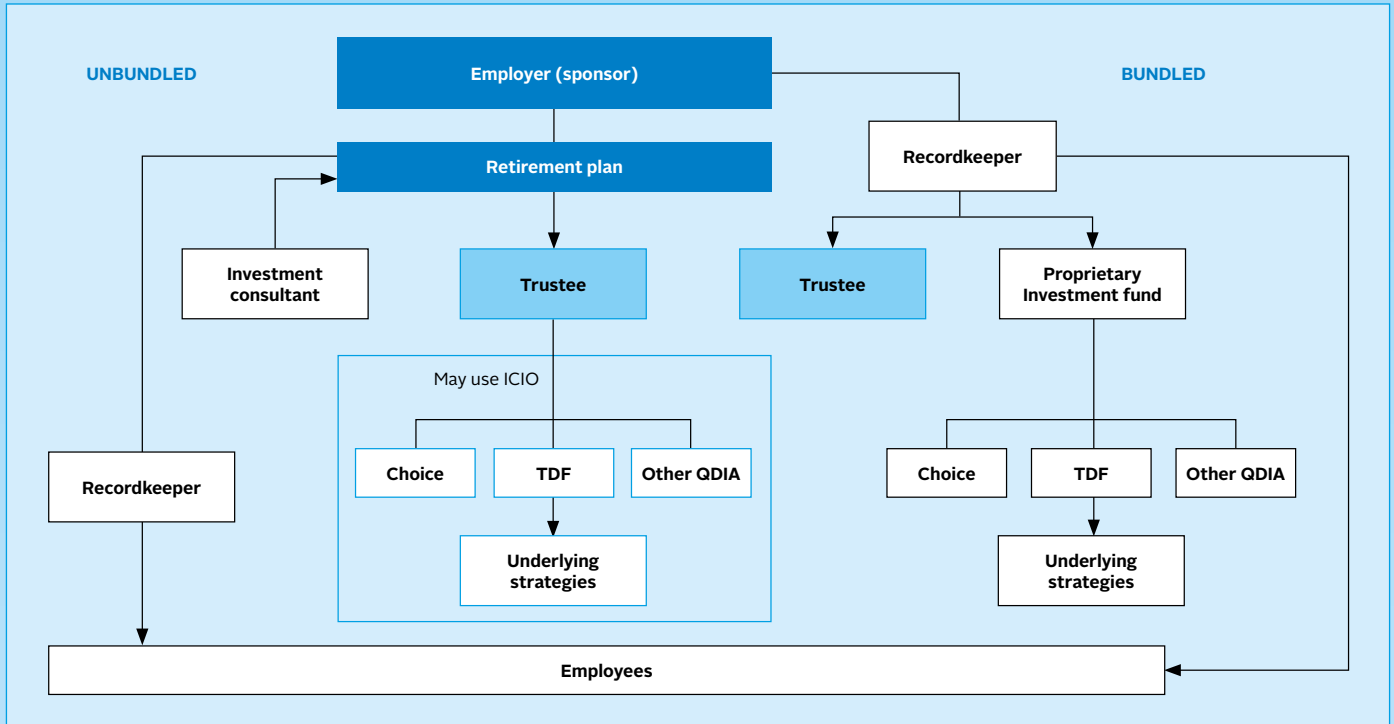 UNBUNDLED
Employer (sponsor)
BUNDLED
Recordkeeper
Retirement plan
Investment
consultant
Trustee
Trustee
Proprietary
Investment fund
May use ICIO
Choice
TDF
Other QDIA
Choice
TDF
Other QDIA
Recordkeeper
Underlying
strategies
Underlying
strategies
Employees